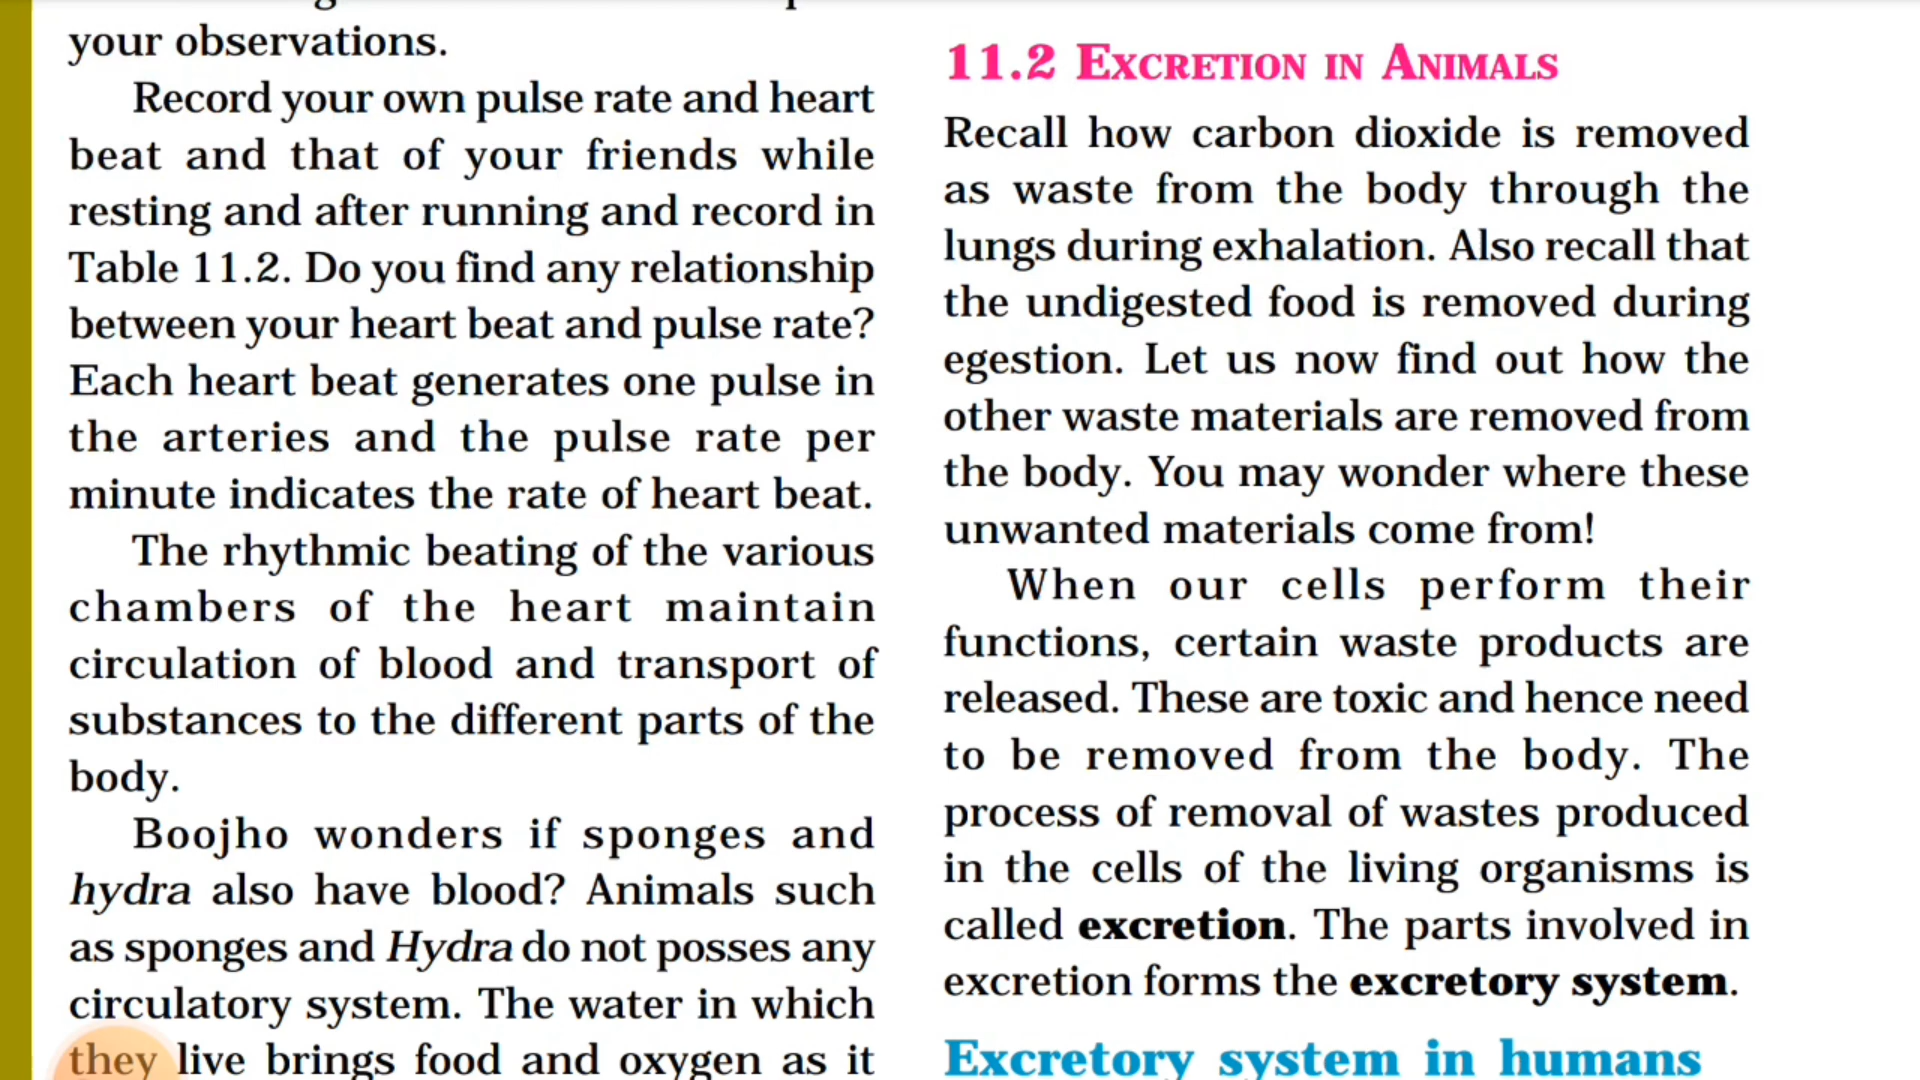 your observations.
Record your own pulse rate and heart
beat and that of your friends while
resting and after running and record in
Table 11.2. Do you find any relationship
between your heart beat and pulse rate?
Each heart beat generates one pulse in
the arteries and the pulse rate per
minute indicates the rate of heart beat.
The rhythmic beating of the various
chambers of the heart maintain
circulation of blood and transport of
substances to the different parts of the
body.
Boojho wonders if sponges and
hydra also have blood? Animals such
as sponges and Hydra do not posses any
circulatory system. The water in which
they live brings food and oxygen as it
11.2 EXCRETION IN ANIMALS
Recall how carbon dioxide is removed
as waste from the body through the
lungs during exhalation. Also recall that
the undigested food is removed during
egestion. Let us now find out how the
other waste materials are removed from
the body. You may wonder where these
unwanted materials come from!
When our cells perform their
functions, certain waste products are
released. These are toxic and hence need
to be removed from the body. The
process of removal of wastes produced
in the cells of the living organisms is
called excretion. The parts involved in
excretion forms the excretory system.
Excretory system in humans